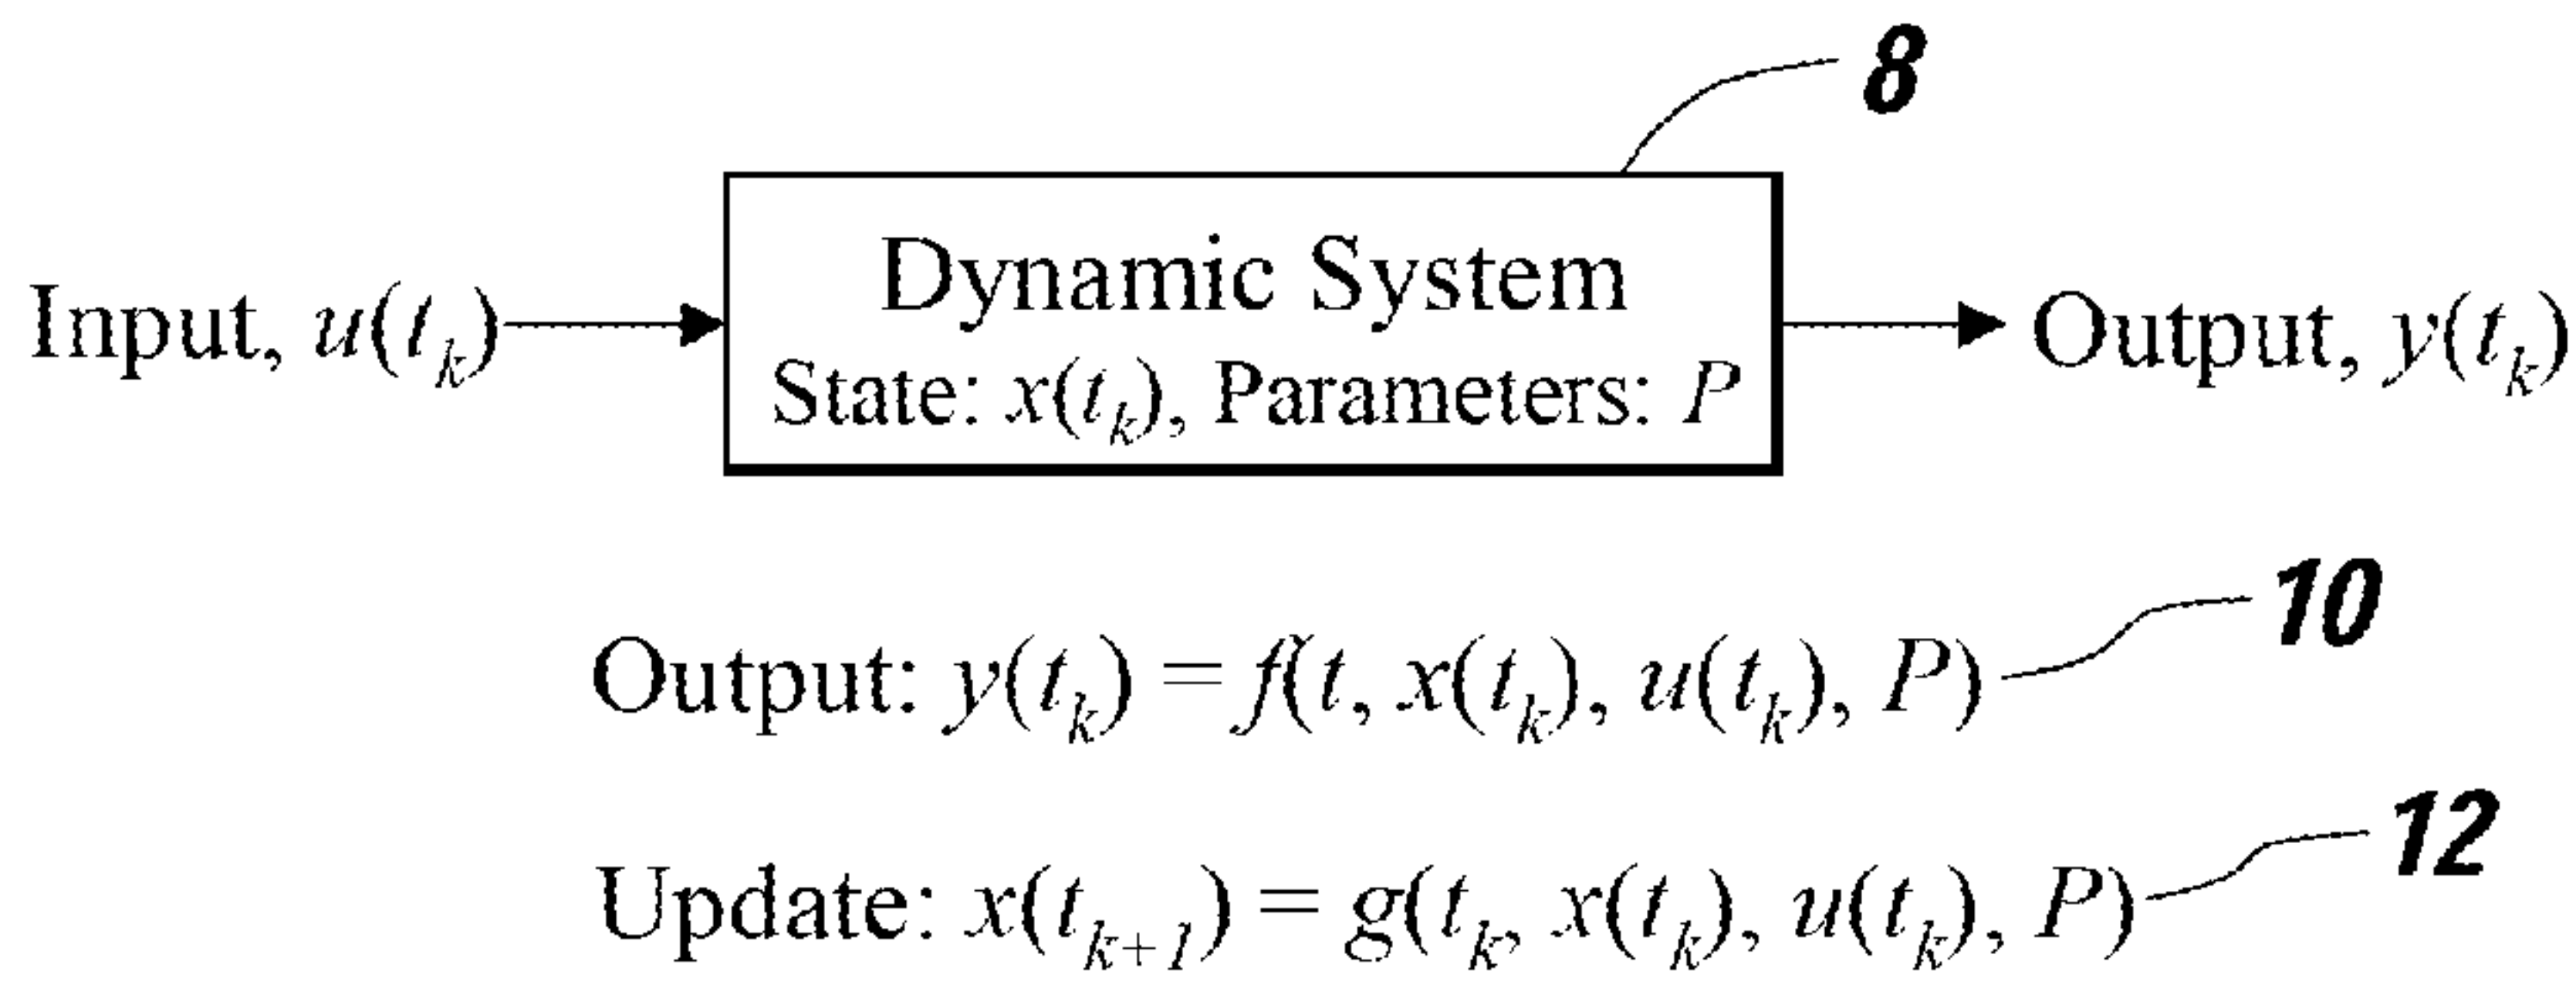 8
Dynamic System
Input, u(t_k)
Output, y(t_k)
State: x(t_k), Parameters: P
10
Output: y(t_k) = f(t, x(t_k), u(t_k), P)
12
Update: x(t_{k+1}) = g(t_k, x(t_k), u(t_k), P)